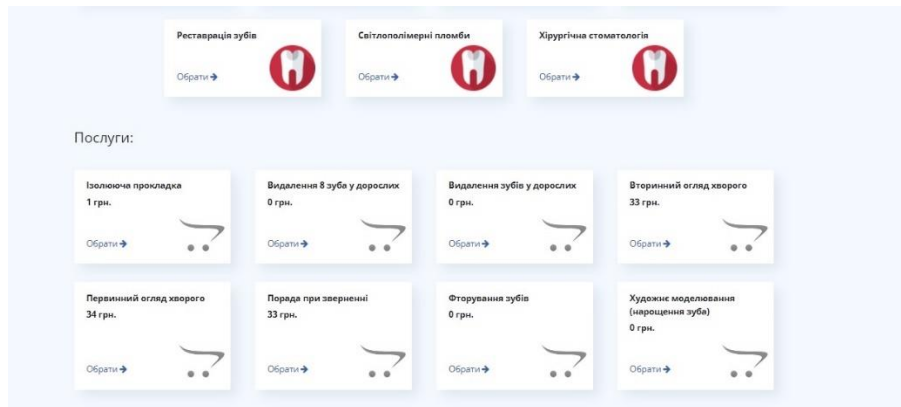 Реставрація зубів
Обрати
Світлополімерні пломби
Обрати
Хірургічна стоматологія
Обрати
Послуги:
Ізолююча прокладка
1 грн.
Обрати
Видалення 8 зуба у дорослих
0 грн.
Обрати
Видалення зубів у дорослих
0 грн.
Обрати
Вторинний огляд хворого
33 грн.
Обрати
Первинний огляд хворого
34 грн.
Обрати
Порада при зверненні
33 грн.
Обрати
Фторування зубів
0 грн.
Обрати
Художнє моделювання
(нарощення зуба)
0 грн.
Обрати